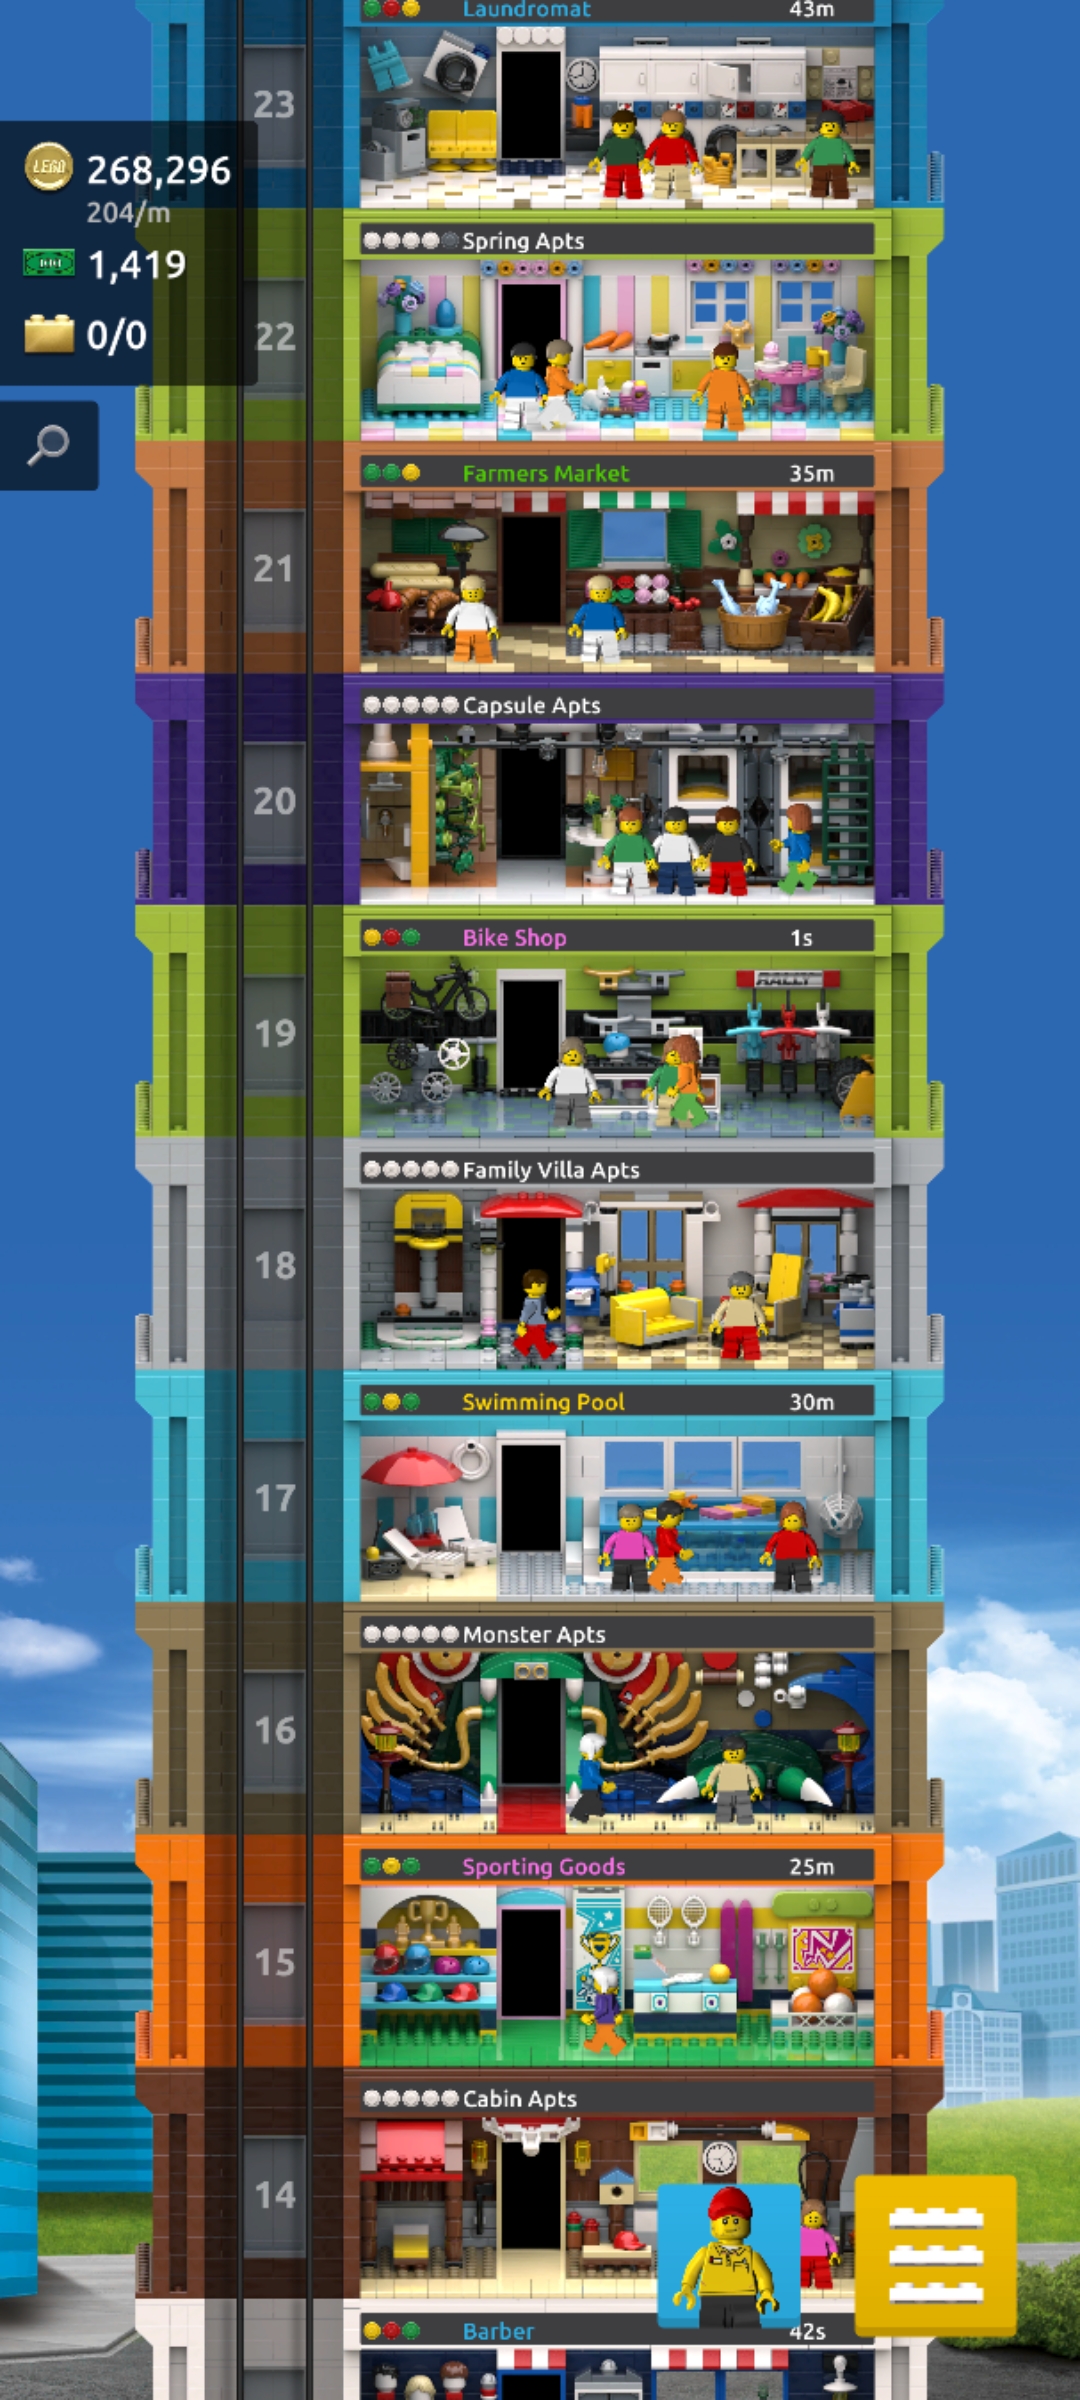 Laundromat 43m
23
LEGO 268,296
204/m
1,419
0/0
Spring Apts
22
Farmers Market 35m
21
Capsule Apts
20
Bike Shop 1s
RALLY
19
Family Villa Apts
18
Swimming Pool 30m
17
Monster Apts
16
Sporting Goods 25m
15
Cabin Apts
14
Barber 42s